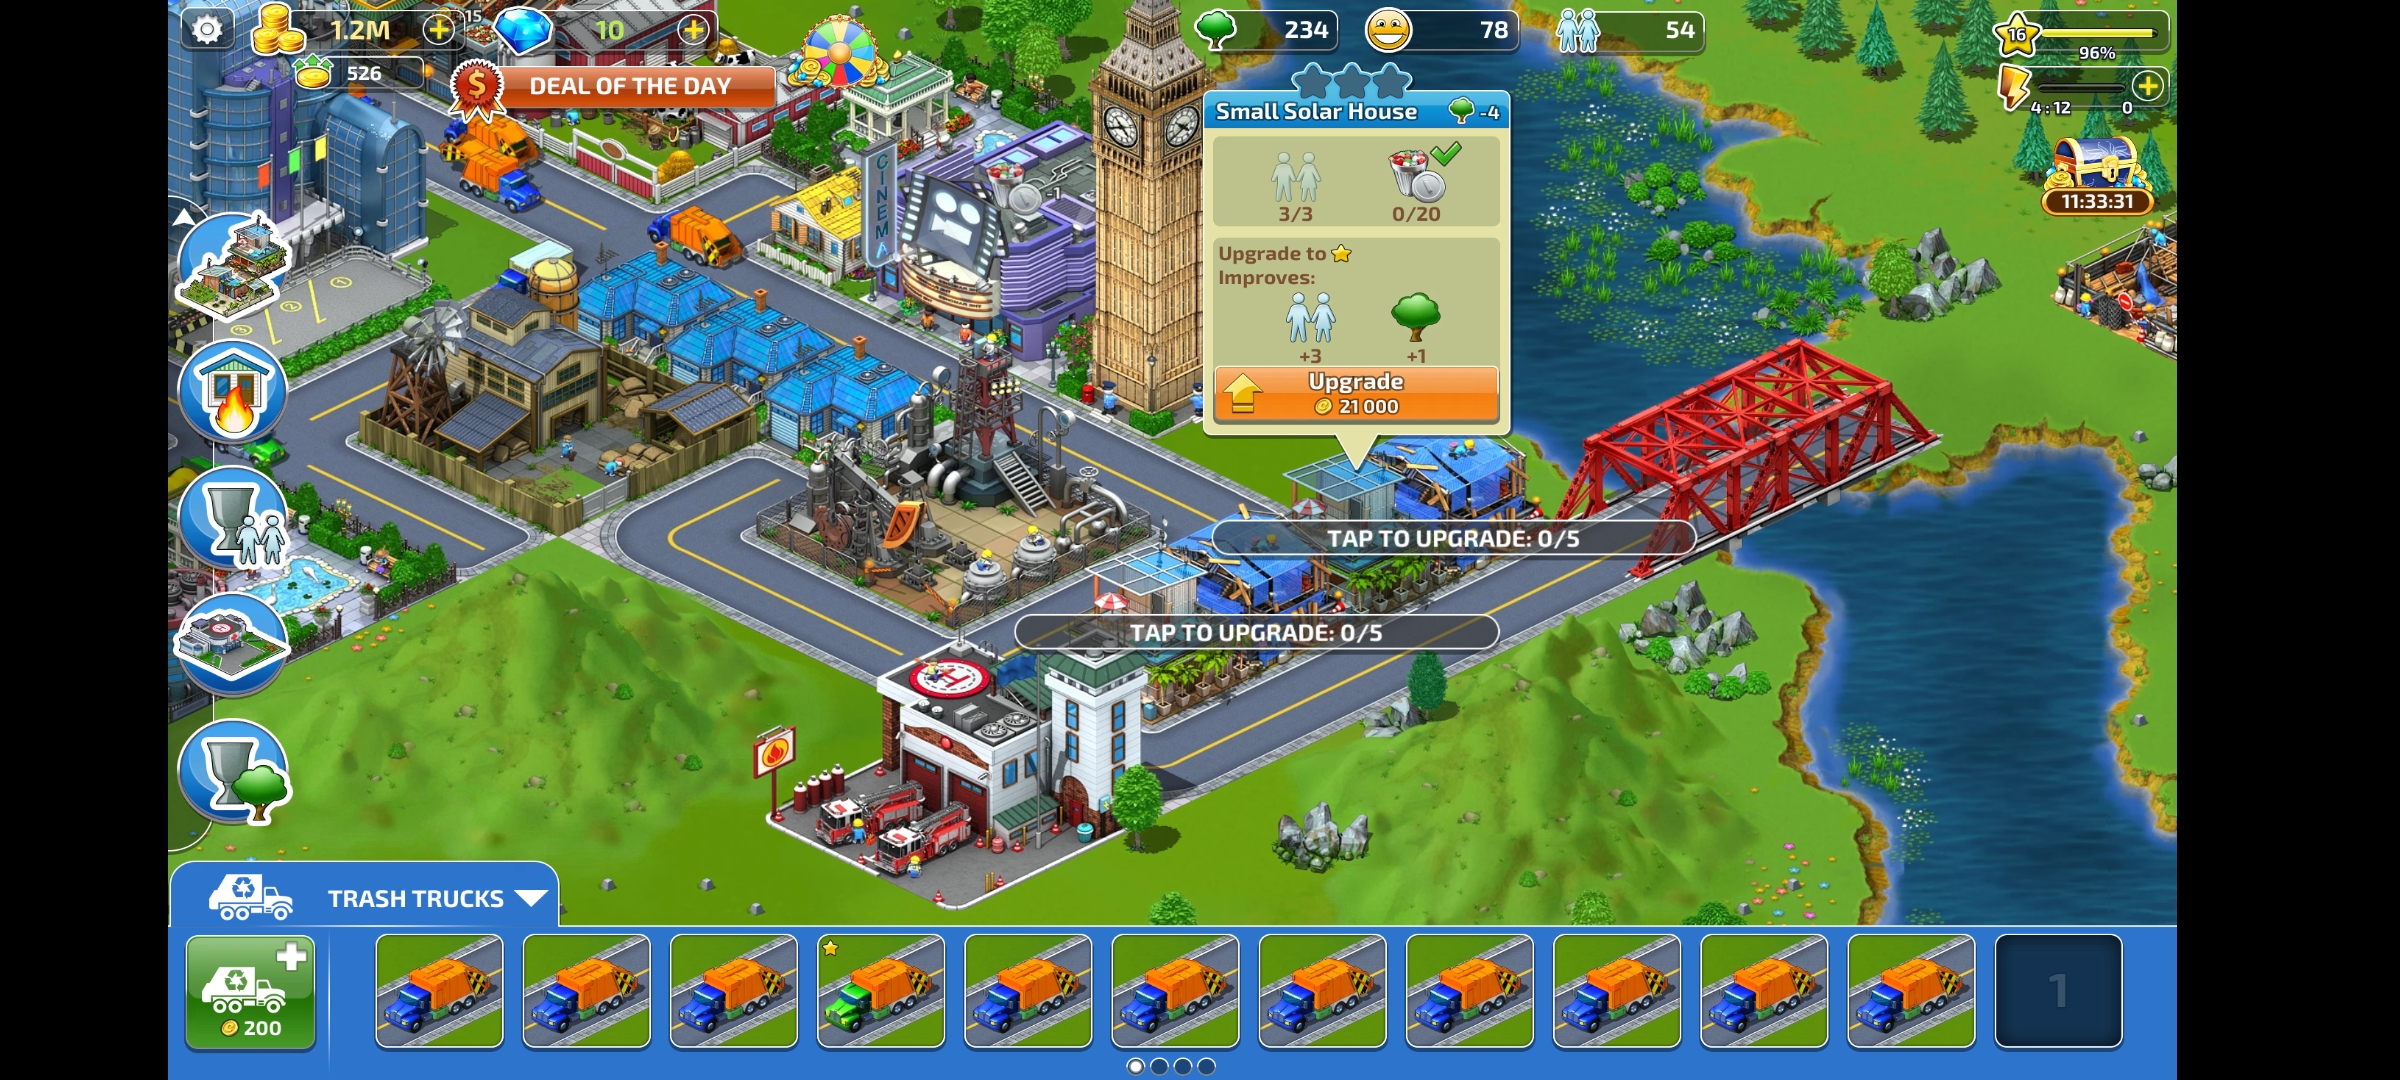 1.2M
15
10
234
78
54
16
96%
526
DEAL OF THE DAY
4:12
0
Small Solar House
-4
3/3
0/20
-1
11:33:31
CINEMA
Upgrade to
Improves:
+3
+1
Upgrade
21 000
TAP TO UPGRADE: 0/5
TAP TO UPGRADE: 0/5
H
TRASH TRUCKS
200
1